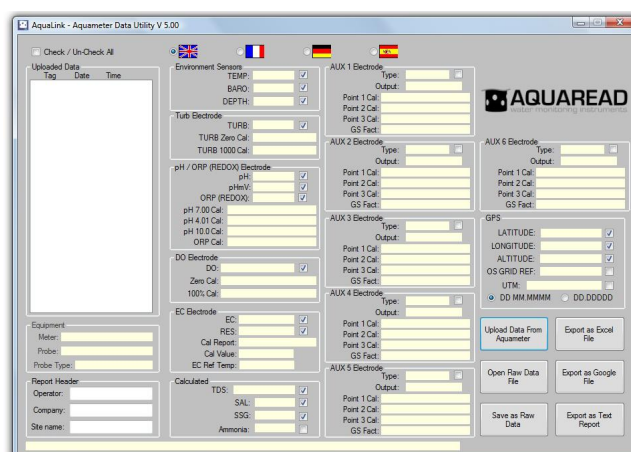 AquaLink - Aquameter Data Utility V 5.00
Check / Un-Check All
Uploaded Data
Tag Date Time
Equipment
Meter:
Probe:
Probe Type:
Report Header
Operator:
Company:
Site name:
Environment Sensors
TEMP:
BARO:
DEPTH:
Turb Electrode
TURB:
TURB Zero Cal:
TURB 1000 Cal:
pH / ORP (REDOX) Electrode
pH:
pHmV:
ORP (REDOX):
pH 7.00 Cal:
pH 4.01 Cal:
pH 10.0 Cal:
ORP Cal:
DO Electrode
DO:
Zero Cal:
100% Cal:
EC Electrode
EC:
RES:
Cal Report:
Cal Value:
EC Ref Temp:
Calculated
TDS:
SAL:
SSG:
Ammonia:
AUX 1 Electrode
Type:
Output:
Point 1 Cal:
Point 2 Cal:
Point 3 Cal:
GS Fact:
AUX 2 Electrode
Type:
Output:
Point 1 Cal:
Point 2 Cal:
Point 3 Cal:
GS Fact:
AUX 3 Electrode
Type:
Output:
Point 1 Cal:
Point 2 Cal:
Point 3 Cal:
GS Fact:
AUX 4 Electrode
Type:
Output:
Point 1 Cal:
Point 2 Cal:
Point 3 Cal:
GS Fact:
AUX 5 Electrode
Type:
Output:
Point 1 Cal:
Point 2 Cal:
Point 3 Cal:
GS Fact:
AQUAREAD
water monitoring instruments
AUX 6 Electrode
Type:
Output:
Point 1 Cal:
Point 2 Cal:
Point 3 Cal:
GS Fact:
GPS
LATITUDE:
LONGITUDE:
ALTITUDE:
OS GRID REF:
UTM:
DD MM.MMMM DD.DDDDD
Upload Data From
Aquameter
Export as Excel
File
Open Raw Data
File
Export as Google
File
Save as Raw
Data
Export as Text
Report